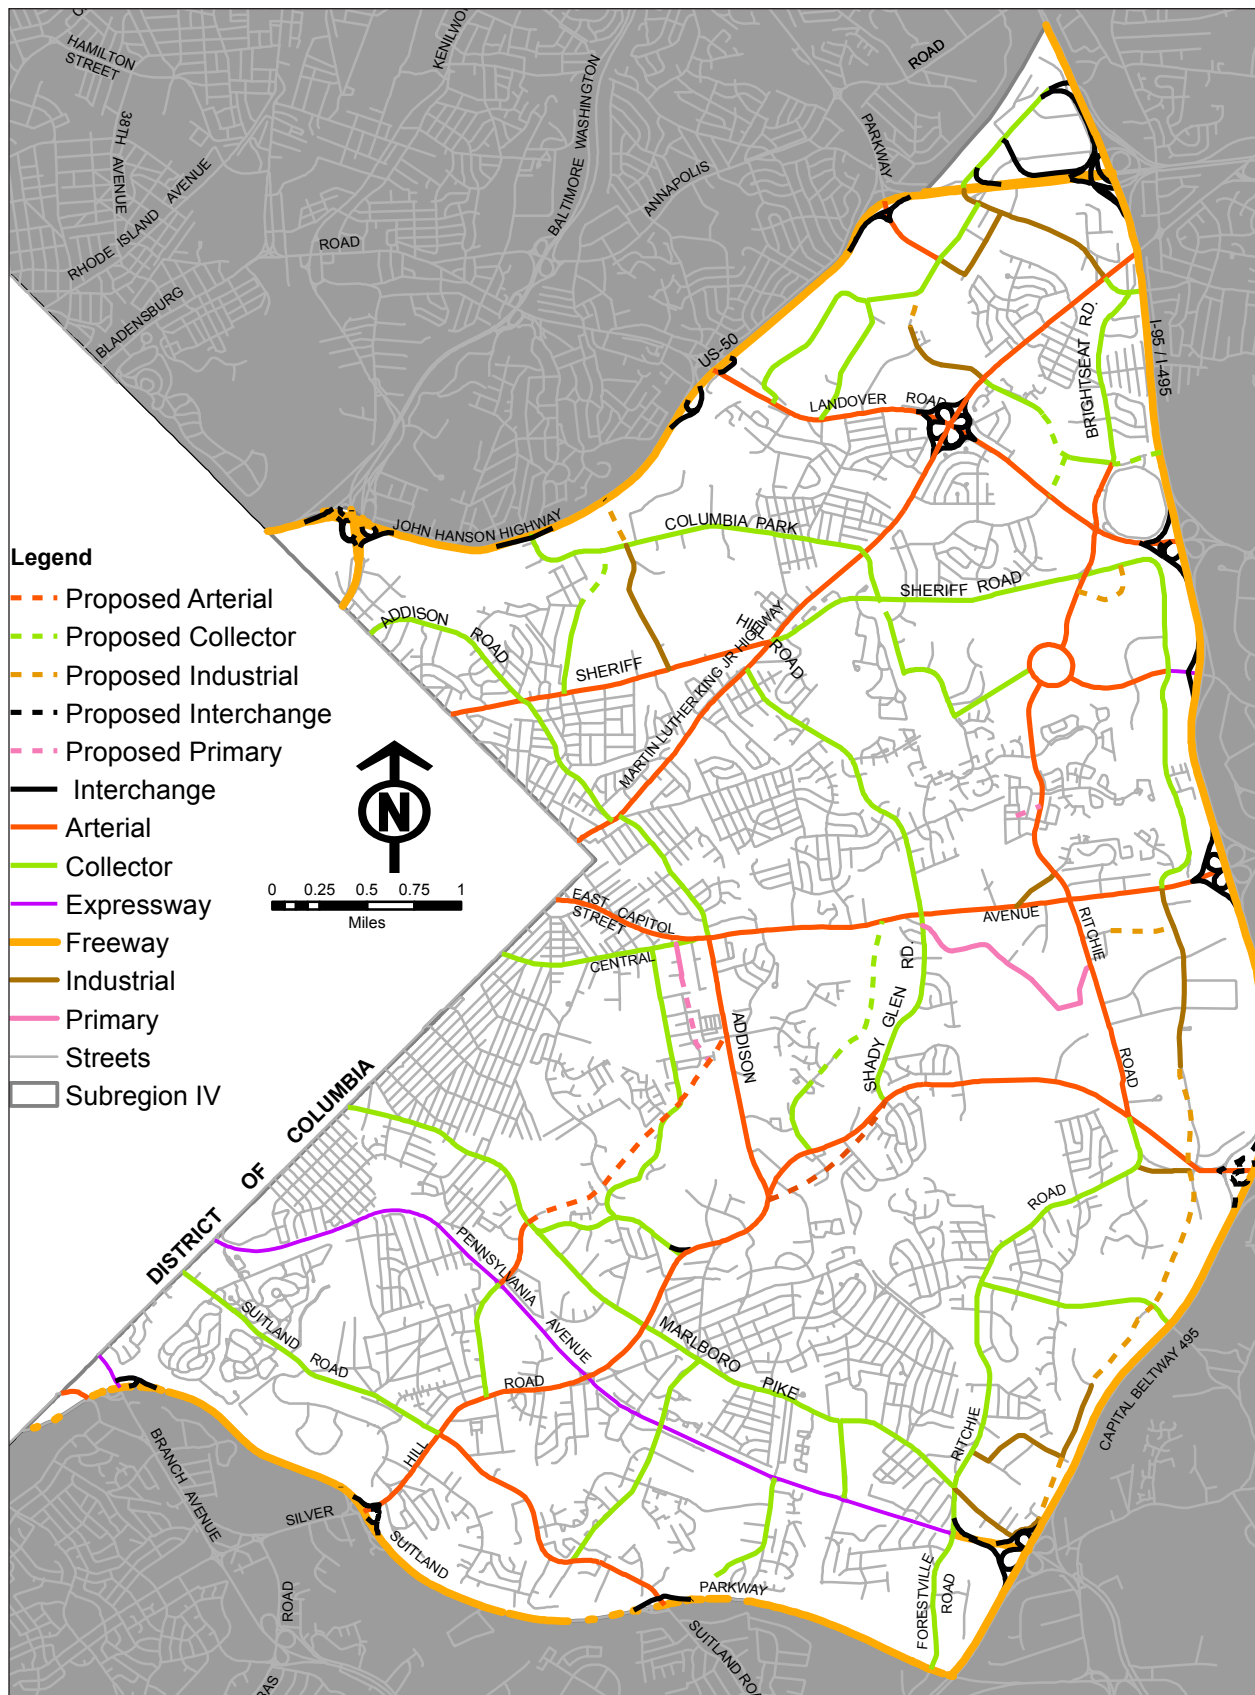 HAMILTON
STREET
38TH AVENUE
RHODE ISLAND AVENUE
BLADENSBURG
ROAD
BALTIMORE WASHINGTON
ANNAPOLIS
ROAD
PARKWAY
US-50
LANDOVER ROAD
BRIGHTSEAT RD.
I-95 / I-495
JOHN HANSON HIGHWAY
COLUMBIA PARK
SHERIFF ROAD
ADDISON ROAD
SHERIFF
HILL ROAD
MARTIN LUTHER KING JR HIGHWAY
Legend
Proposed Arterial
Proposed Collector
Proposed Industrial
Proposed Interchange
Proposed Primary
Interchange
Arterial
Collector
Expressway
Freeway
Industrial
Primary
Streets
Subregion IV
N
0 0.25 0.5 0.75 1
Miles
EAST CAPITOL
STREET
CENTRAL
AVENUE
RITCHIE
ROAD
ADDISON
SHADY GLEN RD.
DISTRICT OF COLUMBIA
ROAD
PENNSYLVANIA
AVENUE
SUITLAND ROAD
MARLBORO
PIKE
ROAD
HILL
RITCHIE
CAPITAL BELTWAY 495
BRANCH AVENUE
SILVER
SUITLAND
PARKWAY
FORESTVILLE
ROAD
ROAD